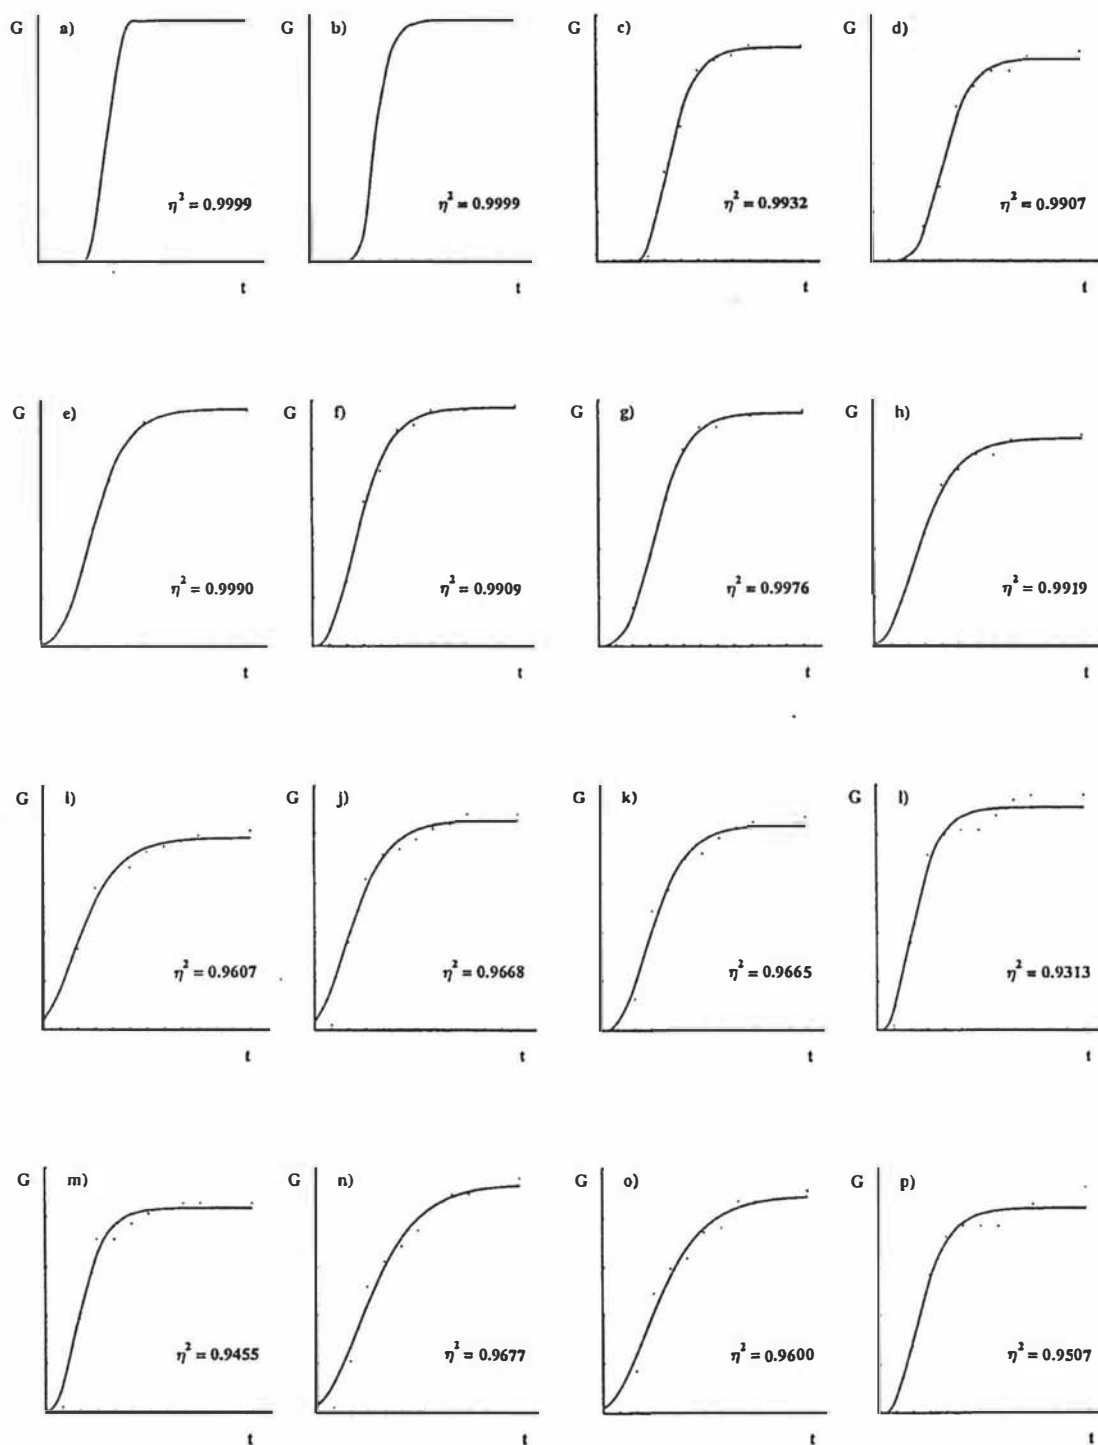 G a) G b) G c) G d)
η² = 0.9999 η² = 0.9999 η² = 0.9932 η² = 0.9907
t t t t
G e) G f) G g) G h)
η² = 0.9990 η² = 0.9909 η² = 0.9976 η² = 0.9919
t t t t
G i) G j) G k) G l)
η² = 0.9607 η² = 0.9668 η² = 0.9665 η² = 0.9313
t t t t
G m) G n) G o) G p)
η² = 0.9455 η² = 0.9677 η² = 0.9600 η² = 0.9507
t t t t